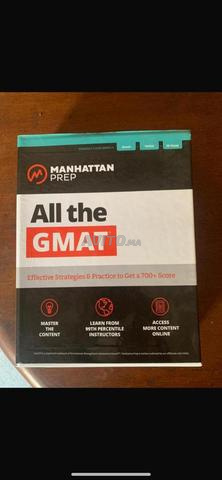 MANHATTAN
PREP
All the
GMAT
Effective Strategies & Practice to Get a 700+ Score
MASTER
THE
CONTENT
LEARN FROM
99TH PERCENTILE
INSTRUCTORS
ACCESS
MORE CONTENT
ONLINE